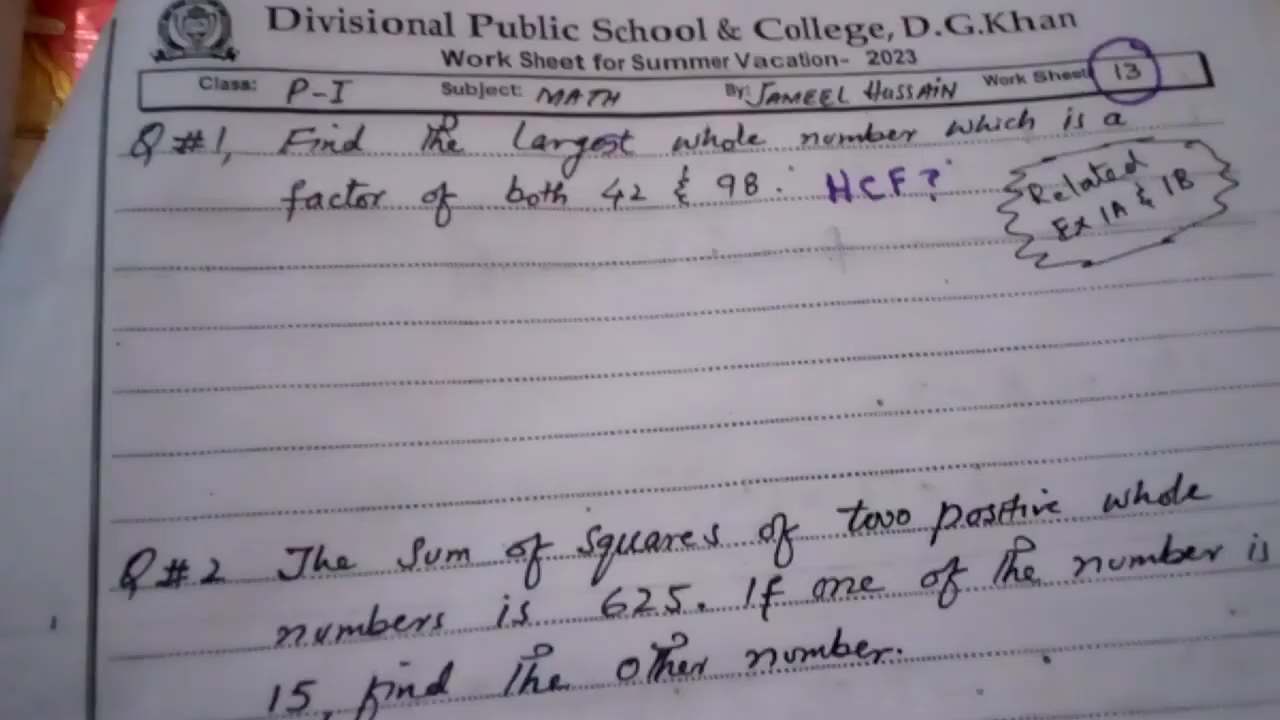 Divisional Public School & College, D.G.Khan
Work Sheet for Summer Vacation- 2023
Class: P-I Subject: MATH By: JAMEEL HUSSAIN Work Sheet 13
Q #1, Find the largest whole number which is a
factor of both 42 & 98. HCF?
Related
Ex 1A & 1B
Q #2 The Sum of squares of two positive whole
numbers is 625. If one of the number is
15, find the other number.